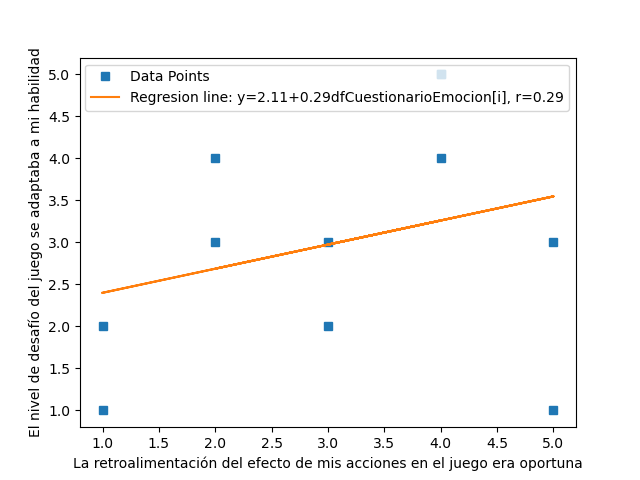 5.0
4.5
4.0
3.5
3.0
2.5
2.0
1.5
1.0
El nivel de desafío del juego se adaptaba a mi habilidad
Data Points
Regresion line: y=2.11+0.29dfCuestionarioEmocion[i], r=0.29
1.0 1.5 2.0 2.5 3.0 3.5 4.0 4.5 5.0
La retroalimentación del efecto de mis acciones en el juego era oportuna